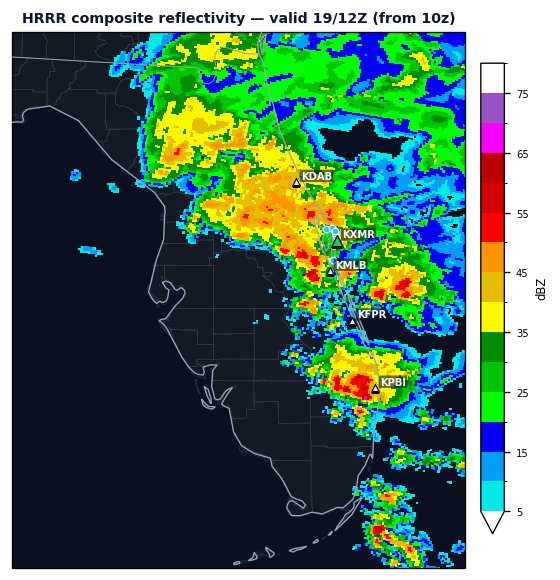 HRRR composite reflectivity — valid 19/12Z (from 10z)
75
65
KDAB
55
KXMR
45
KMLB
dBZ
KFPR
35
KPBI
25
15
5